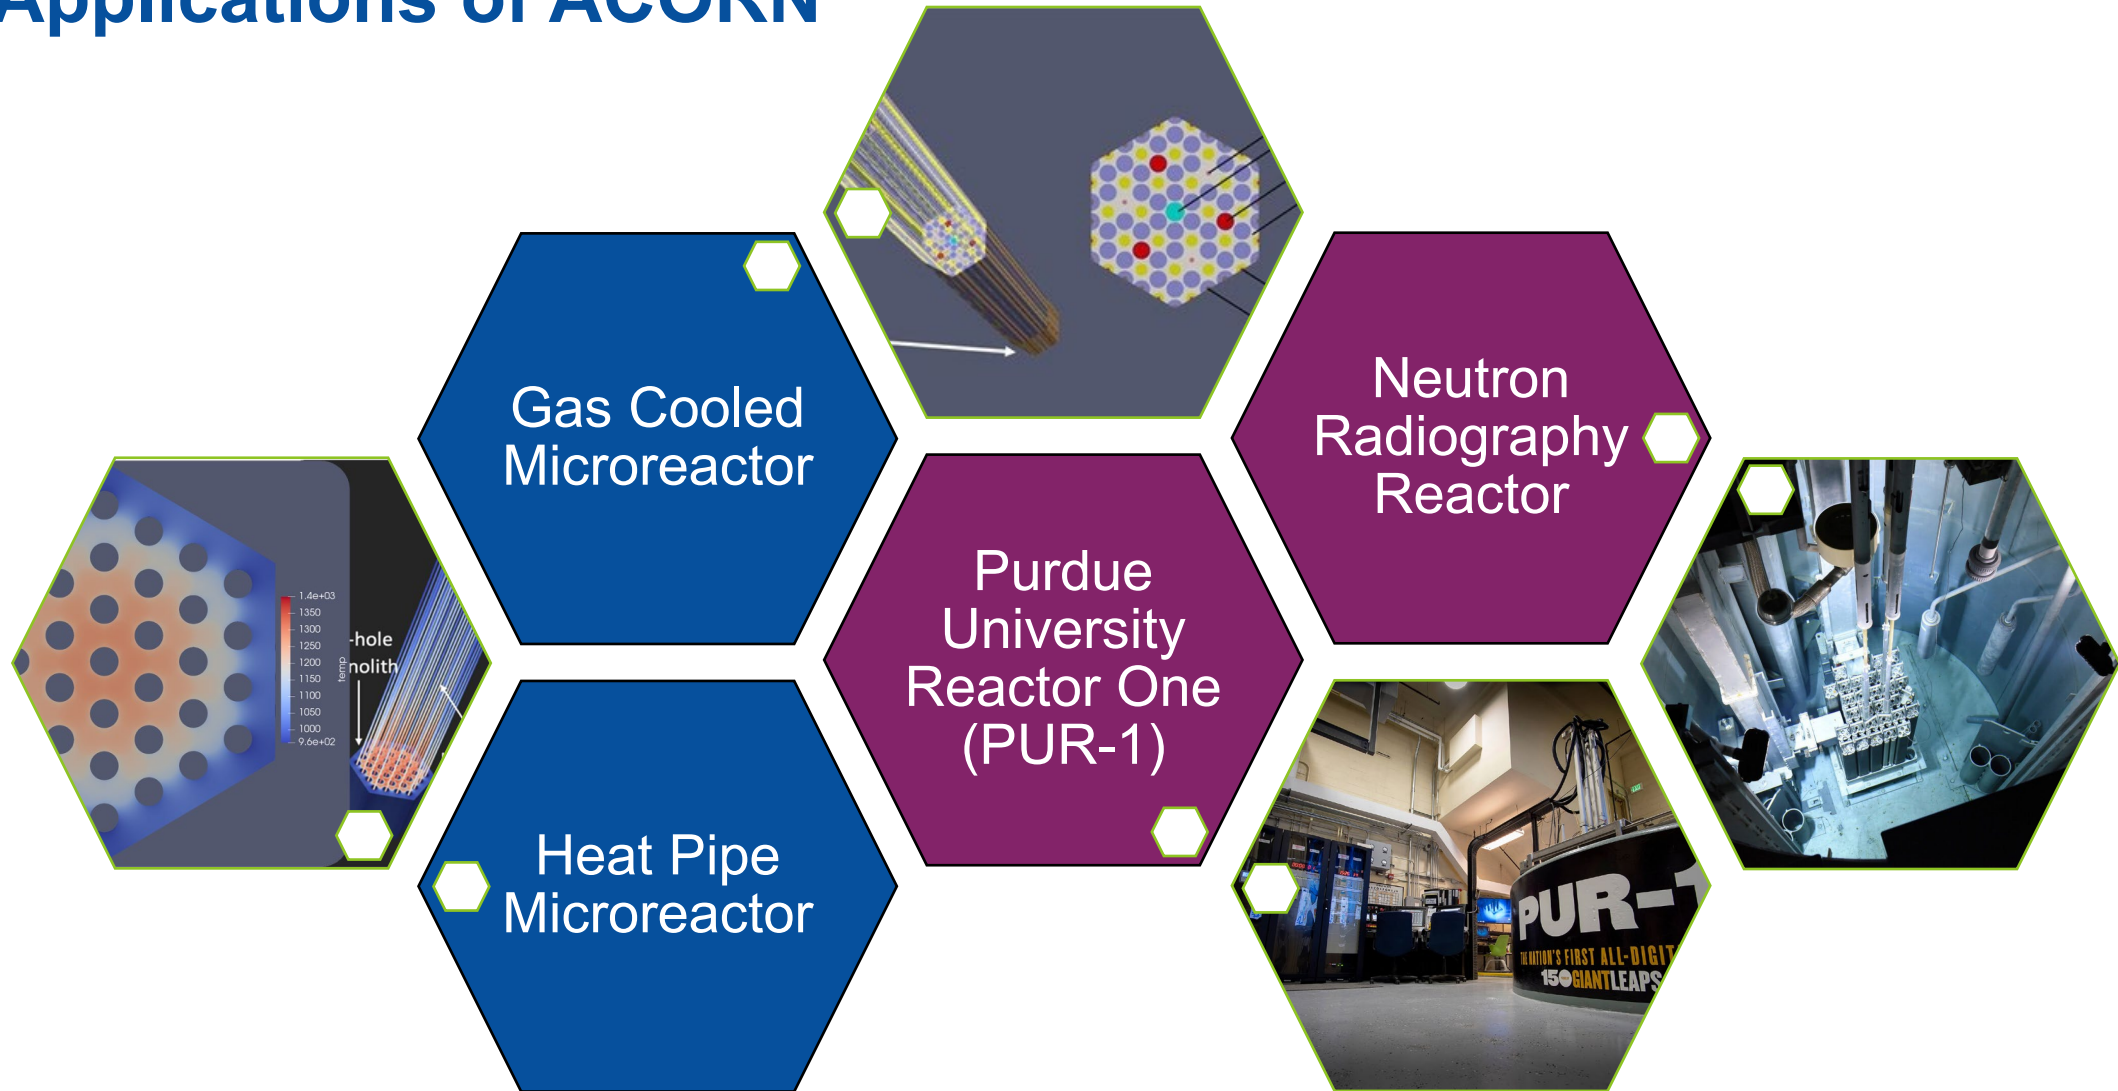 Applications of ACORN
Gas Cooled
Microreactor
Neutron
Radiography
Reactor
Purdue
University
Reactor One
(PUR-1)
Heat Pipe
Microreactor
1.4e+03
1350
1300
1250
1200
1150
1100
1050
1000
9.6e+02
temp
-hole
nolith
PUR-1
THE NATION'S FIRST ALL-DIGIT
150 GIANTLEAPS